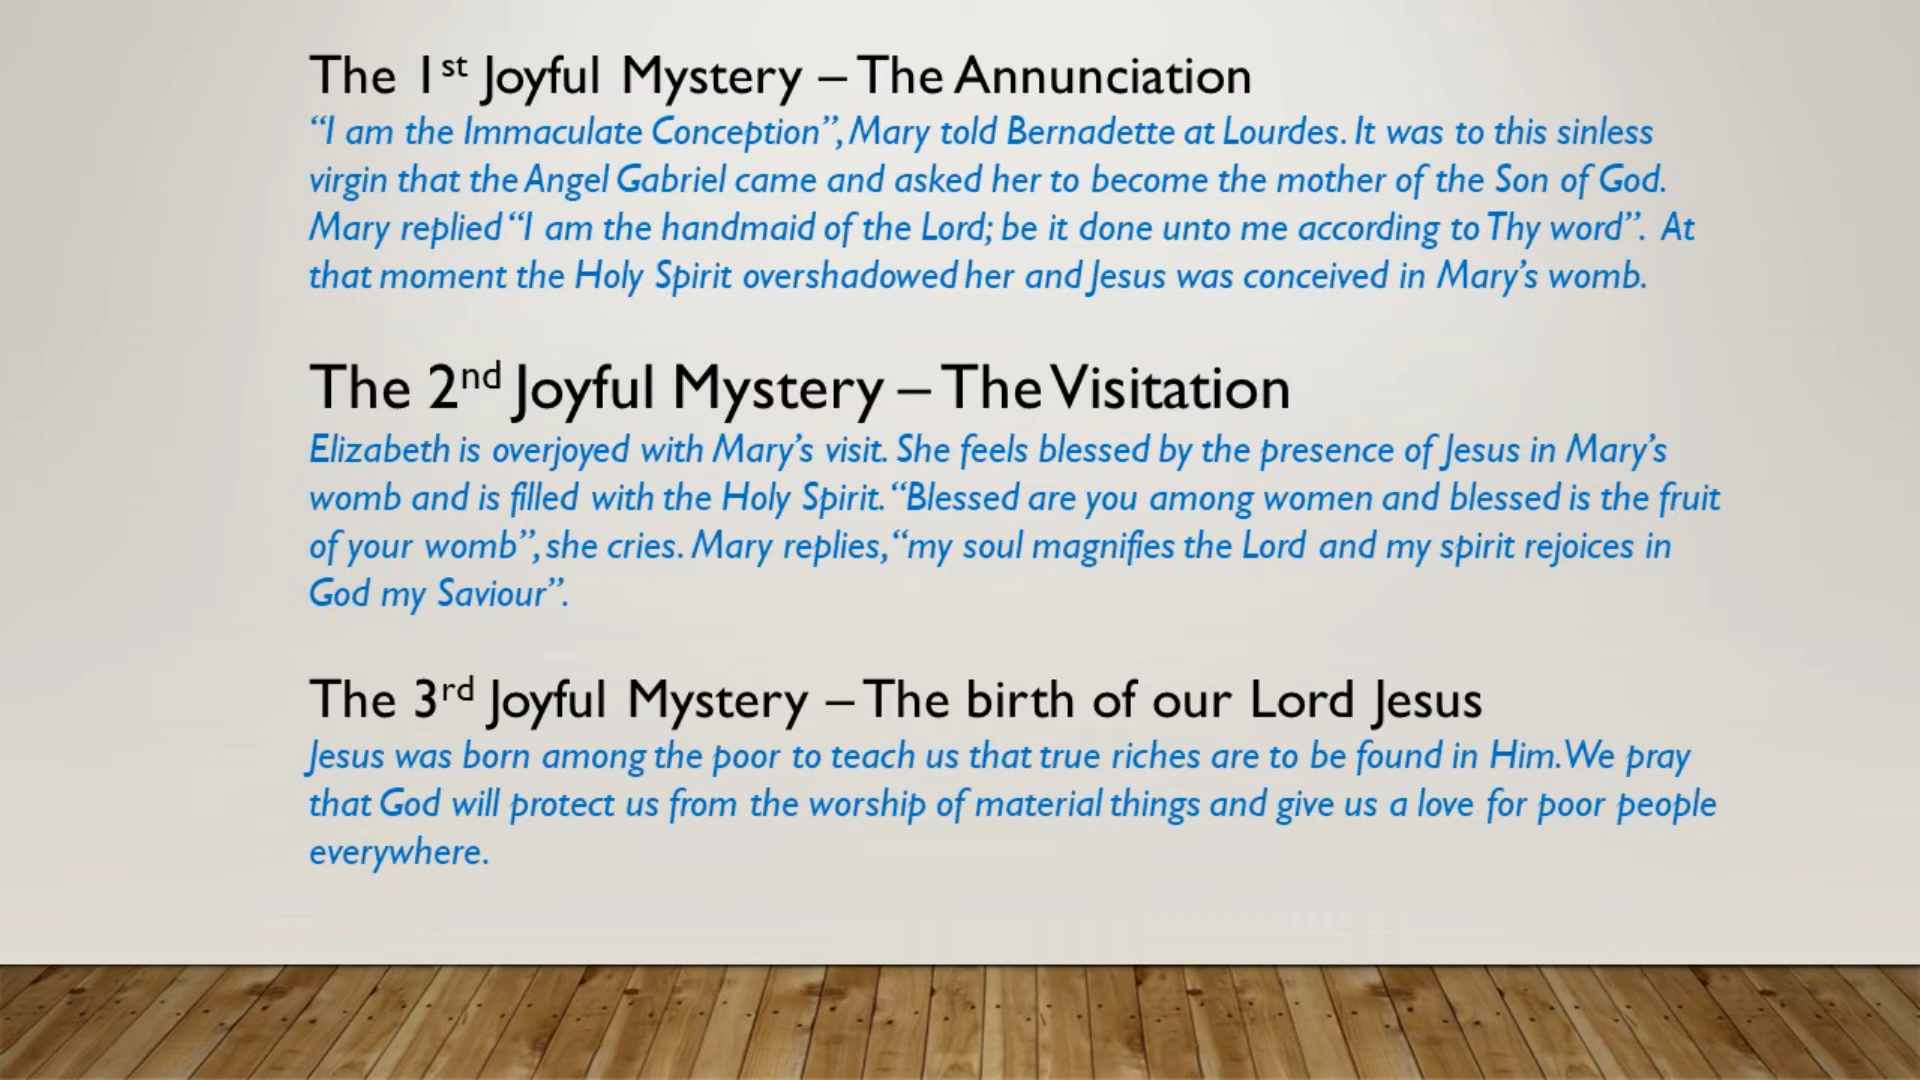 The 1st Joyful Mystery – The Annunciation
“I am the Immaculate Conception”, Mary told Bernadette at Lourdes. It was to this sinless
virgin that the Angel Gabriel came and asked her to become the mother of the Son of God.
Mary replied “I am the handmaid of the Lord; be it done unto me according to Thy word”. At
that moment the Holy Spirit overshadowed her and Jesus was conceived in Mary’s womb.
The 2nd Joyful Mystery – The Visitation
Elizabeth is overjoyed with Mary’s visit. She feels blessed by the presence of Jesus in Mary’s
womb and is filled with the Holy Spirit. “Blessed are you among women and blessed is the fruit
of your womb”, she cries. Mary replies, “my soul magnifies the Lord and my spirit rejoices in
God my Saviour”.
The 3rd Joyful Mystery – The birth of our Lord Jesus
Jesus was born among the poor to teach us that true riches are to be found in Him. We pray
that God will protect us from the worship of material things and give us a love for poor people
everywhere.